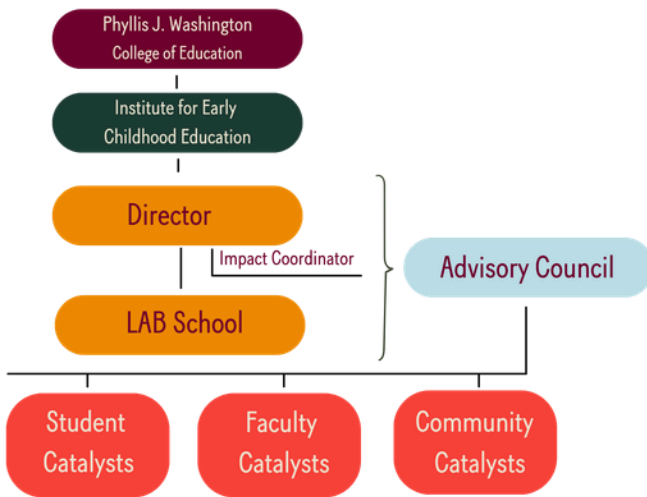 Phyllis J. Washington
College of Education
Institute for Early
Childhood Education
Director
Impact Coordinator
Advisory Council
LAB School
Student
Catalysts
Faculty
Catalysts
Community
Catalysts